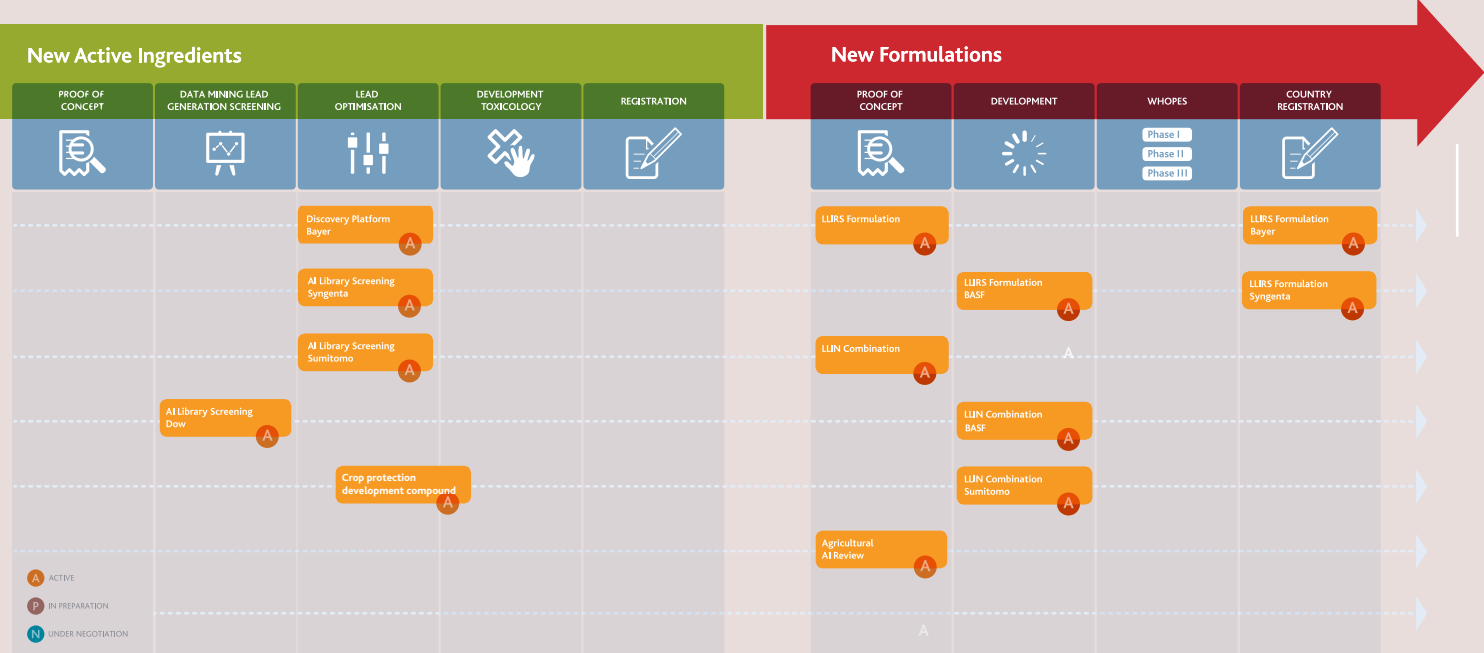 New Active Ingredients
New Formulations
PROOF OF
CONCEPT
DATA MINING LEAD
GENERATION SCREENING
LEAD
OPTIMISATION
DEVELOPMENT
TOXICOLOGY
REGISTRATION
PROOF OF
CONCEPT
DEVELOPMENT
WHOPES
COUNTRY
REGISTRATION
Phase I
Phase II
Phase III
Discovery Platform
Bayer
A
LLIRS Formulation
A
LLIRS Formulation
Bayer
A
AI Library Screening
Syngenta
A
LLIRS Formulation
BASF
A
LLIRS Formulation
Syngenta
A
AI Library Screening
Sumitomo
A
LLIN Combination
A
A
AI Library Screening
Dow
A
LLIN Combination
BASF
A
Crop protection
development compound
A
LLIN Combination
Sumitomo
A
Agricultural
AI Review
A
A ACTIVE
P IN PREPARATION
N UNDER NEGOTIATION
A